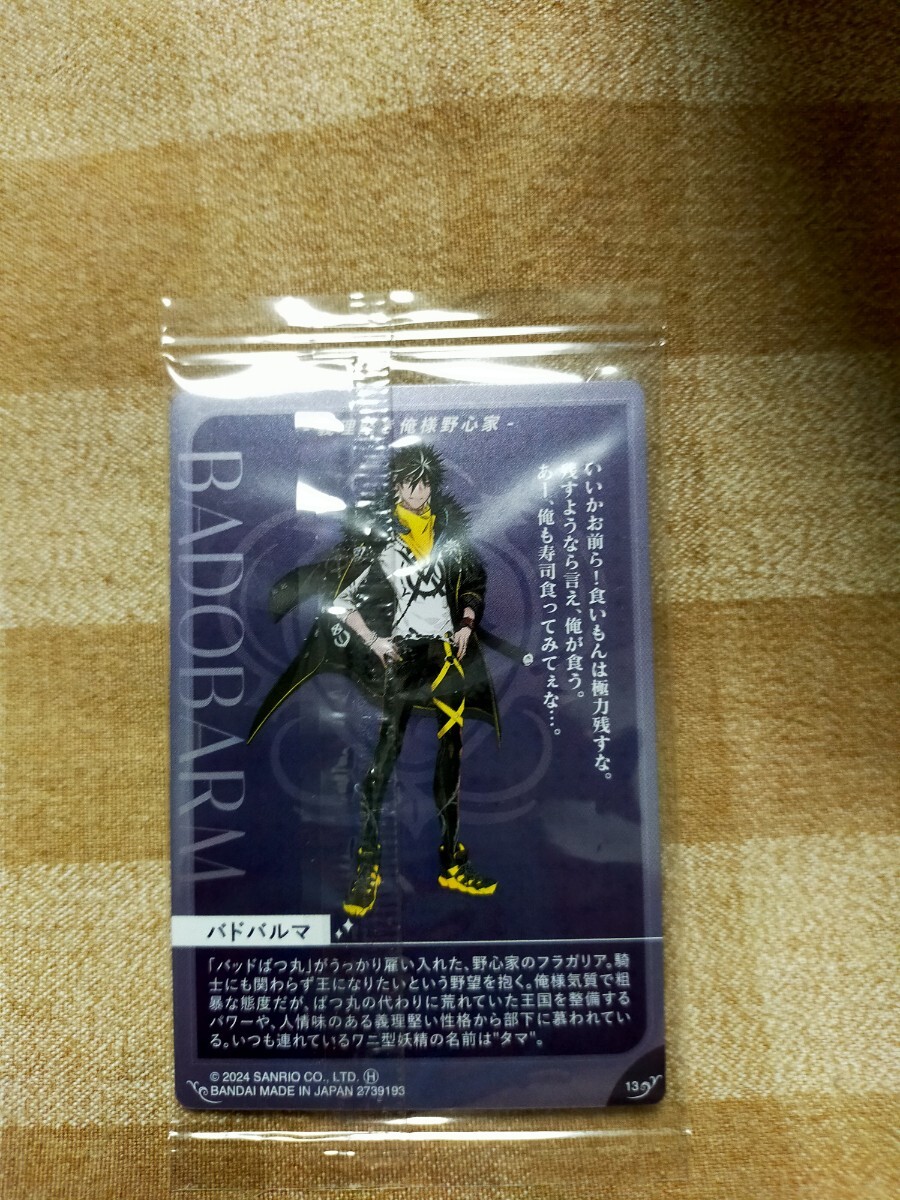 理
俺様野心家 -
BADOBARM
いいかお前ら！食いもんは極力残すな。
残すようなら言え、俺が食う。
あー、俺も寿司食ってみてぇな…。
バドバルマ
「バッドばつ丸」がうっかり雇い入れた、野心家のフラガリア。騎
士にも関わらず王になりたいという野望を抱く。俺様気質で粗
暴な態度だが、ばつ丸の代わりに荒れていた王国を整備する
パワーや、人情味のある義理堅い性格から部下に慕われてい
る。いつも連れているワニ型妖精の名前は"タマ"。
© 2024 SANRIO CO., LTD. Ⓗ
BANDAI MADE IN JAPAN 2739193
13